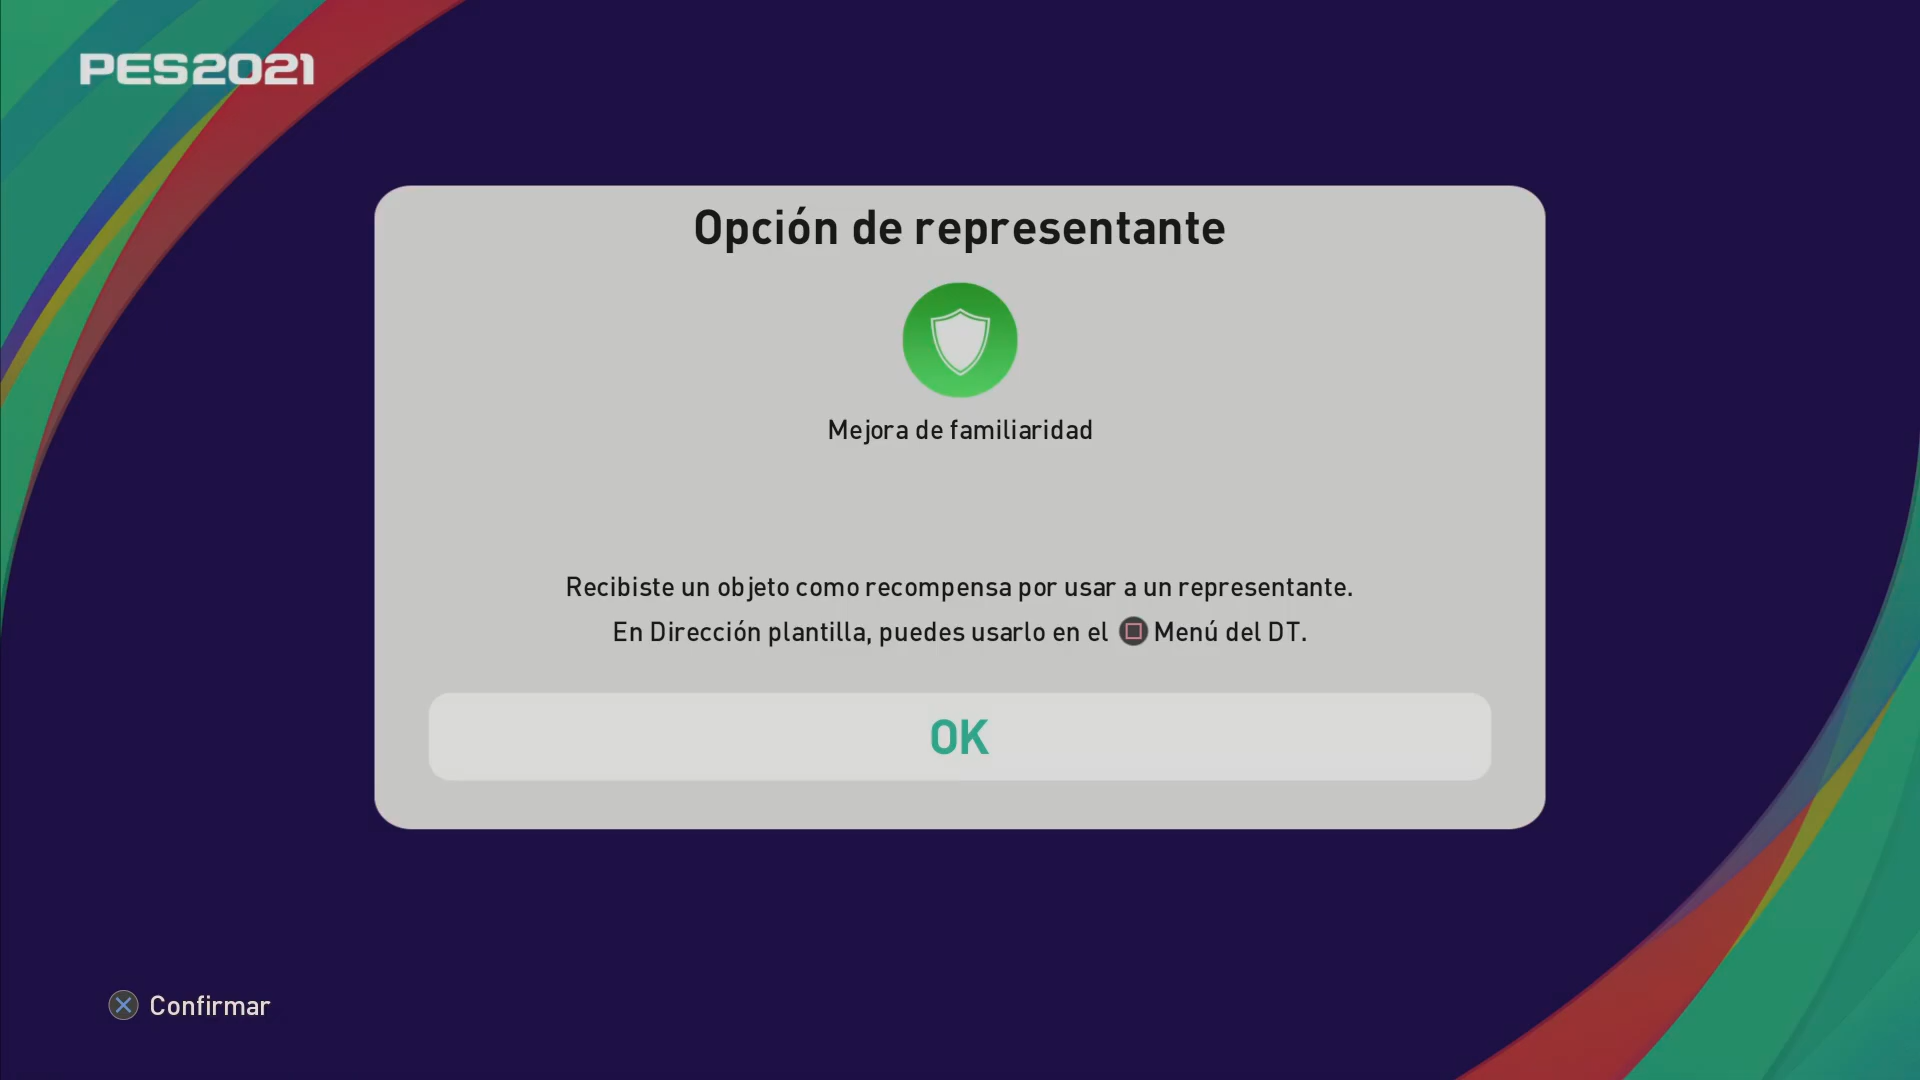 PES2021
Opción de representante
Mejora de familiaridad
Recibiste un objeto como recompensa por usar a un representante.
En Dirección plantilla, puedes usarlo en el Menú del DT.
OK
Confirmar